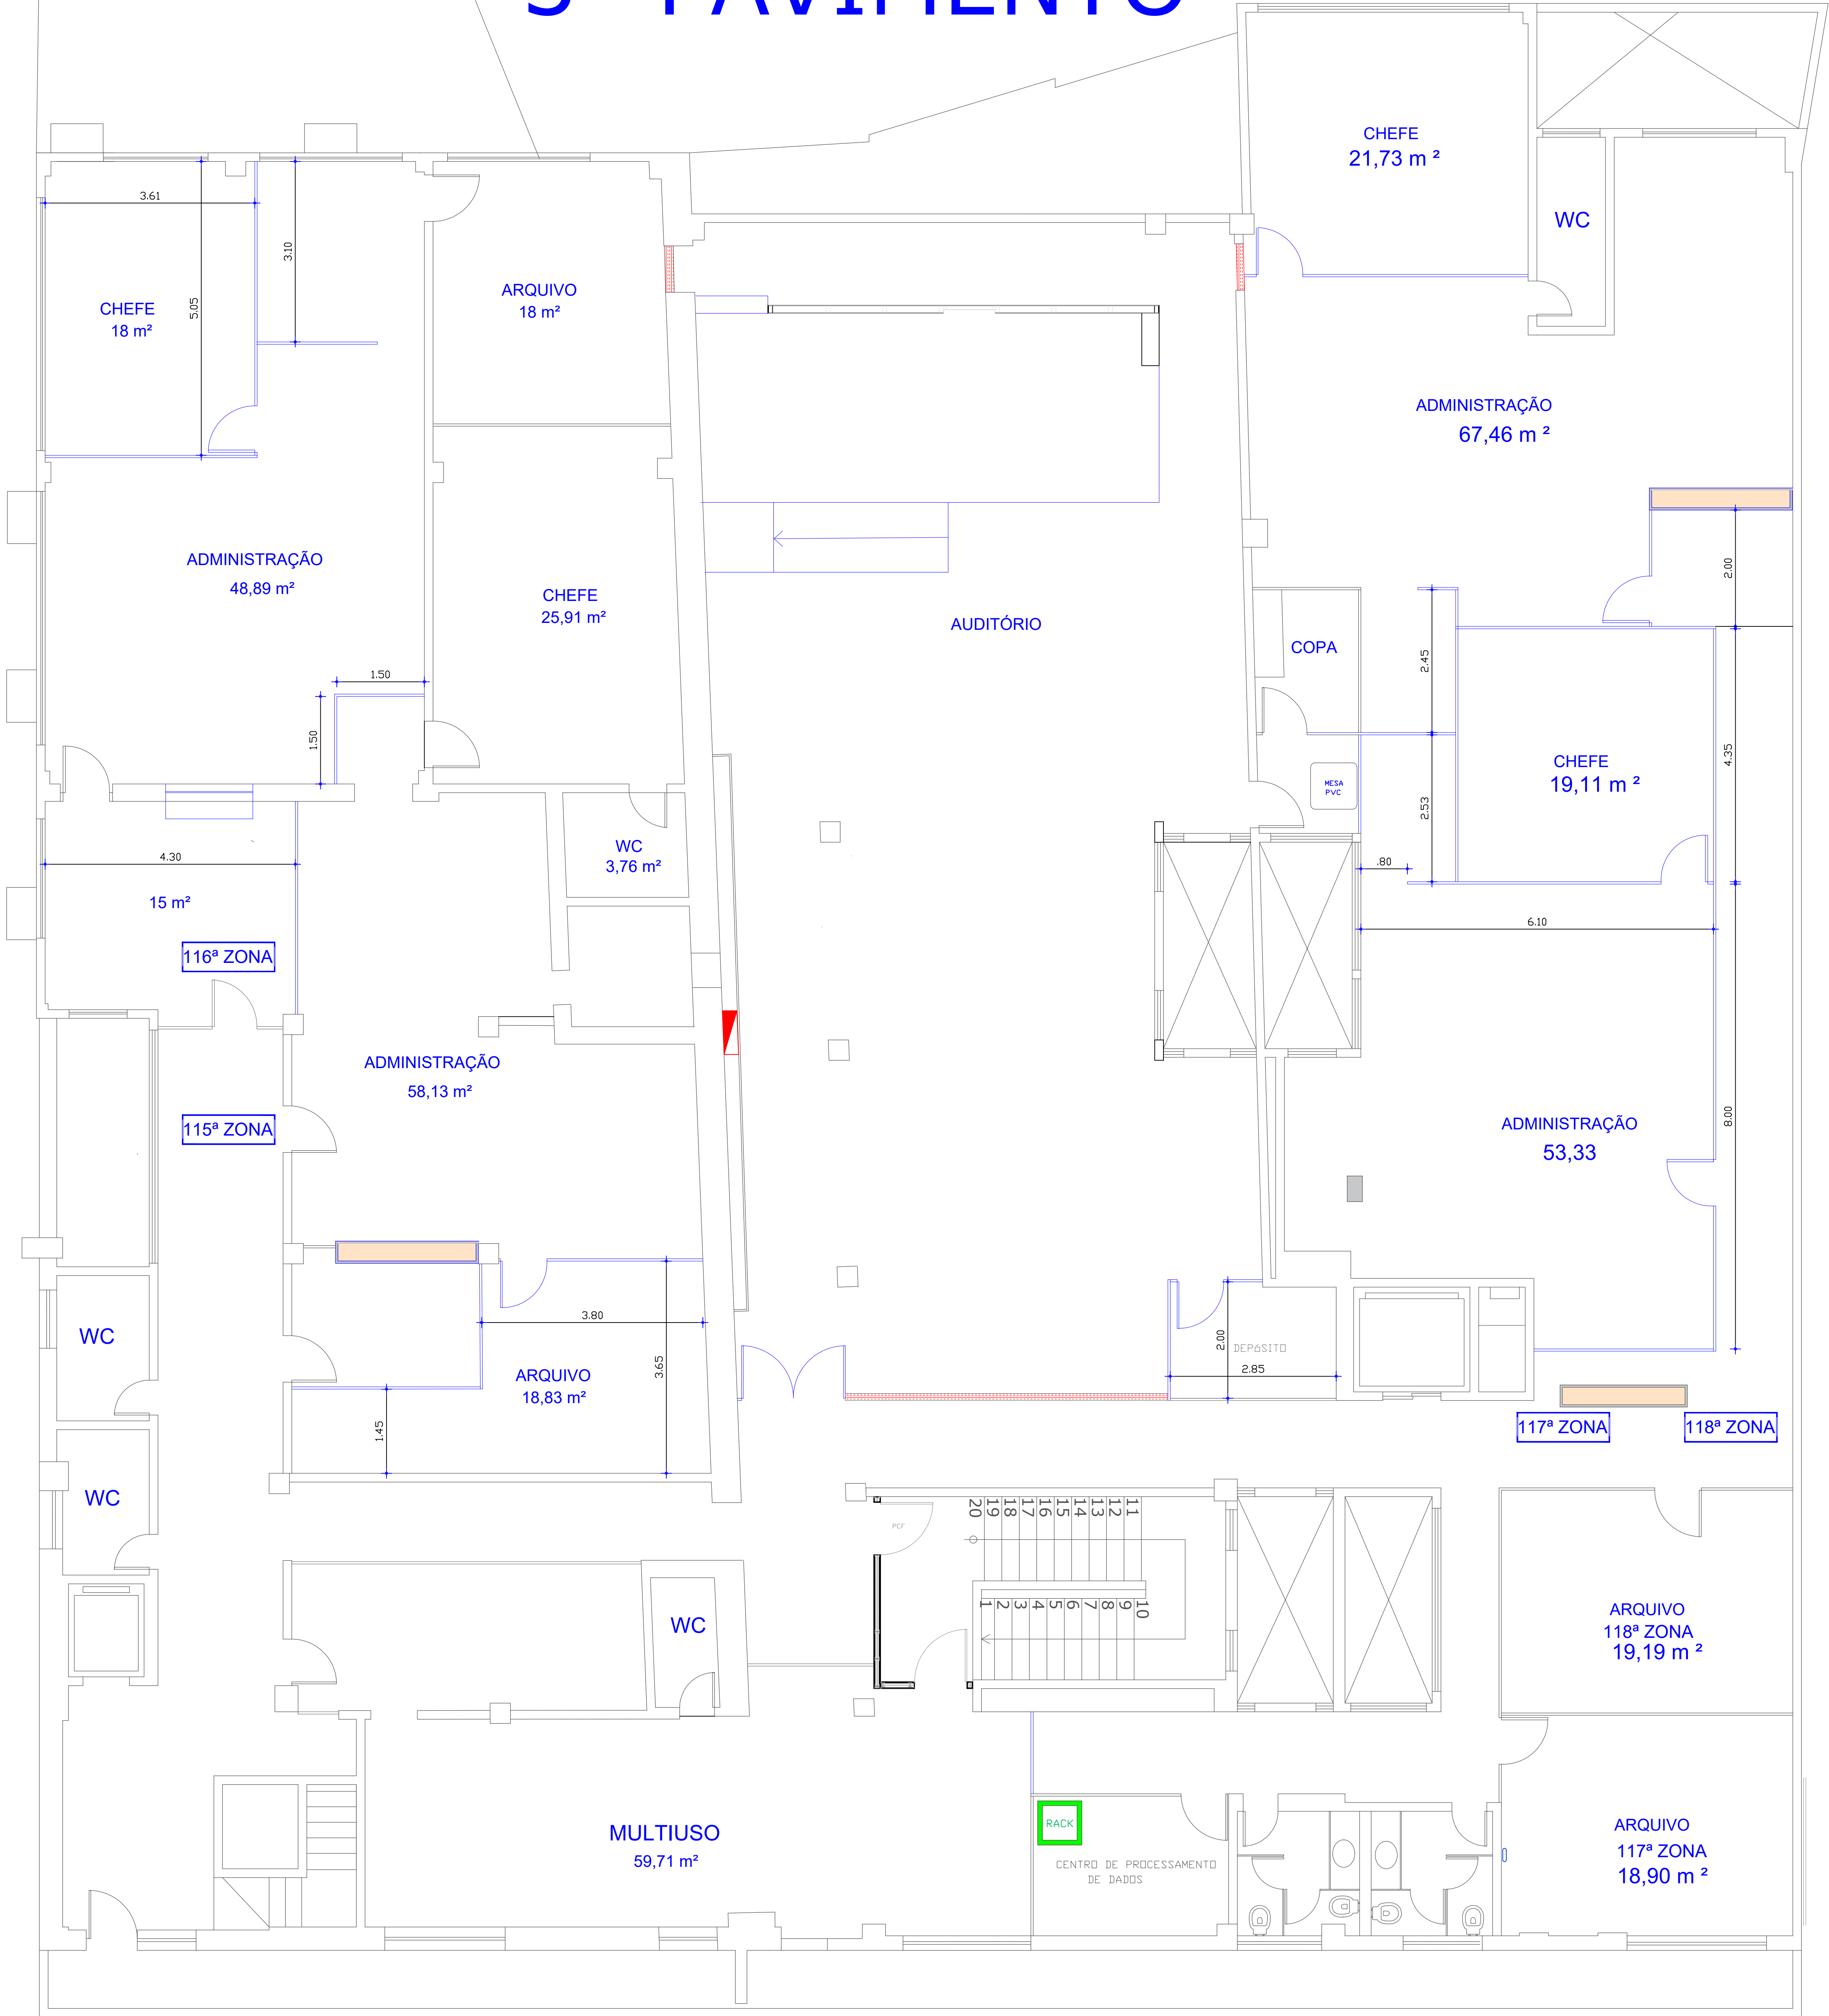 PAVIMENTO
CHEFE
21,73 m ²
WC
3.61
3.10
5.05
CHEFE
18 m²
ARQUIVO
18 m²
ADMINISTRAÇÃO
67,46 m ²
ADMINISTRAÇÃO
48,89 m²
CHEFE
25,91 m²
AUDITÓRIO
2.00
COPA
2.45
1.50
1.50
MESA
PVC
CHEFE
19,11 m ²
4.35
2.53
.80
WC
3,76 m²
4.30
15 m²
6.10
116ª ZONA
ADMINISTRAÇÃO
58,13 m²
115ª ZONA
ADMINISTRAÇÃO
53,33
8.00
3.80
WC
ARQUIVO
18,83 m²
3.65
1.45
2.00
DEPóSITO
2.85
117ª ZONA
118ª ZONA
WC
PCF
20 19 18 17 16 15 14 13 12 11
1 2 3 4 5 6 7 8 9 10
WC
ARQUIVO
118ª ZONA
19,19 m ²
MULTIUSO
59,71 m²
RACK
CENTRO DE PROCESSAMENTO
DE DADOS
ARQUIVO
117ª ZONA
18,90 m ²